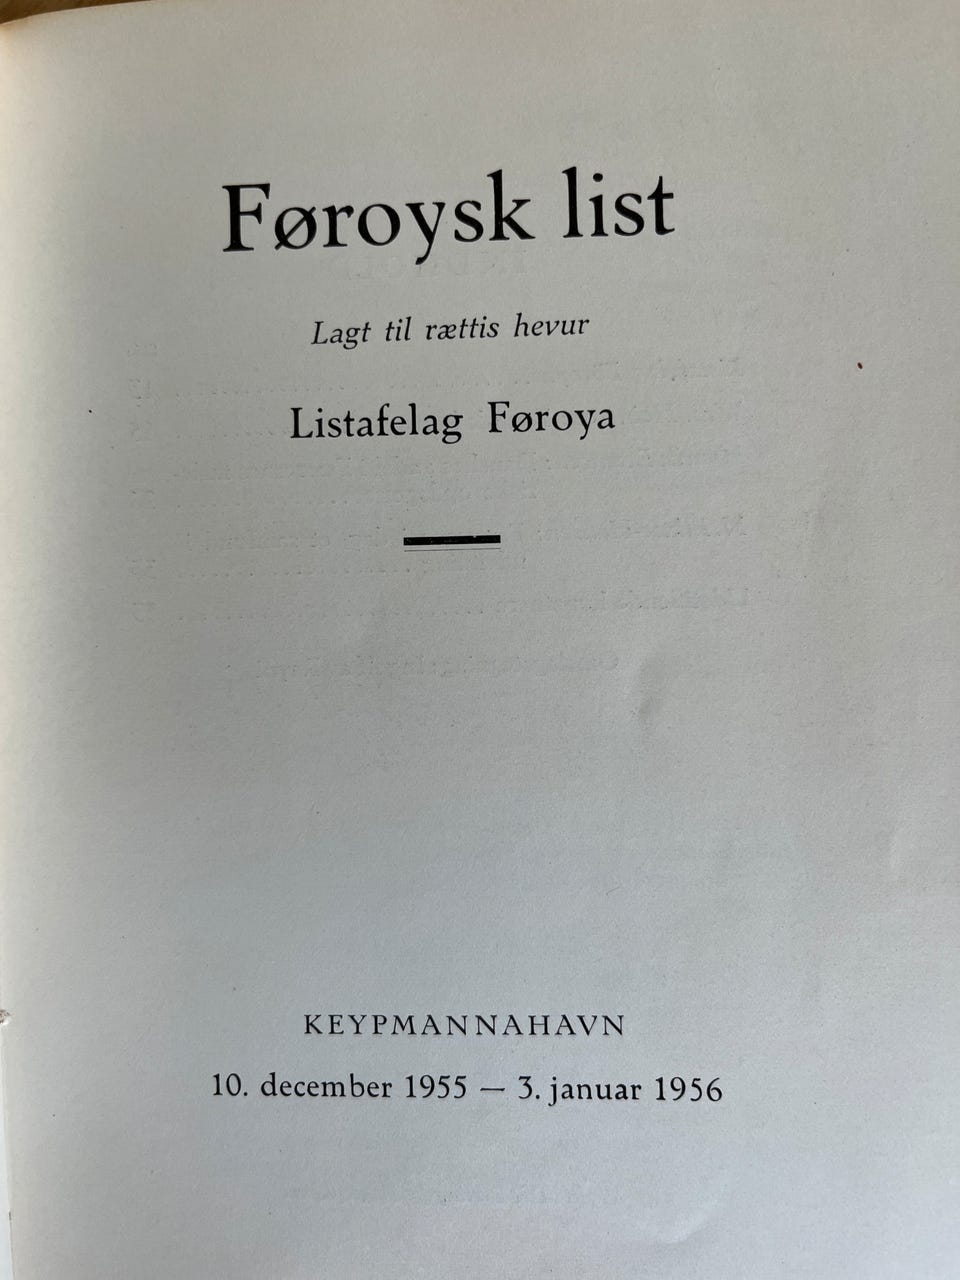 Føroysk list
Lagt til rættis hevur
Listafelag Føroya
KEYPMANNAHAVN
10. december 1955 — 3. januar 1956